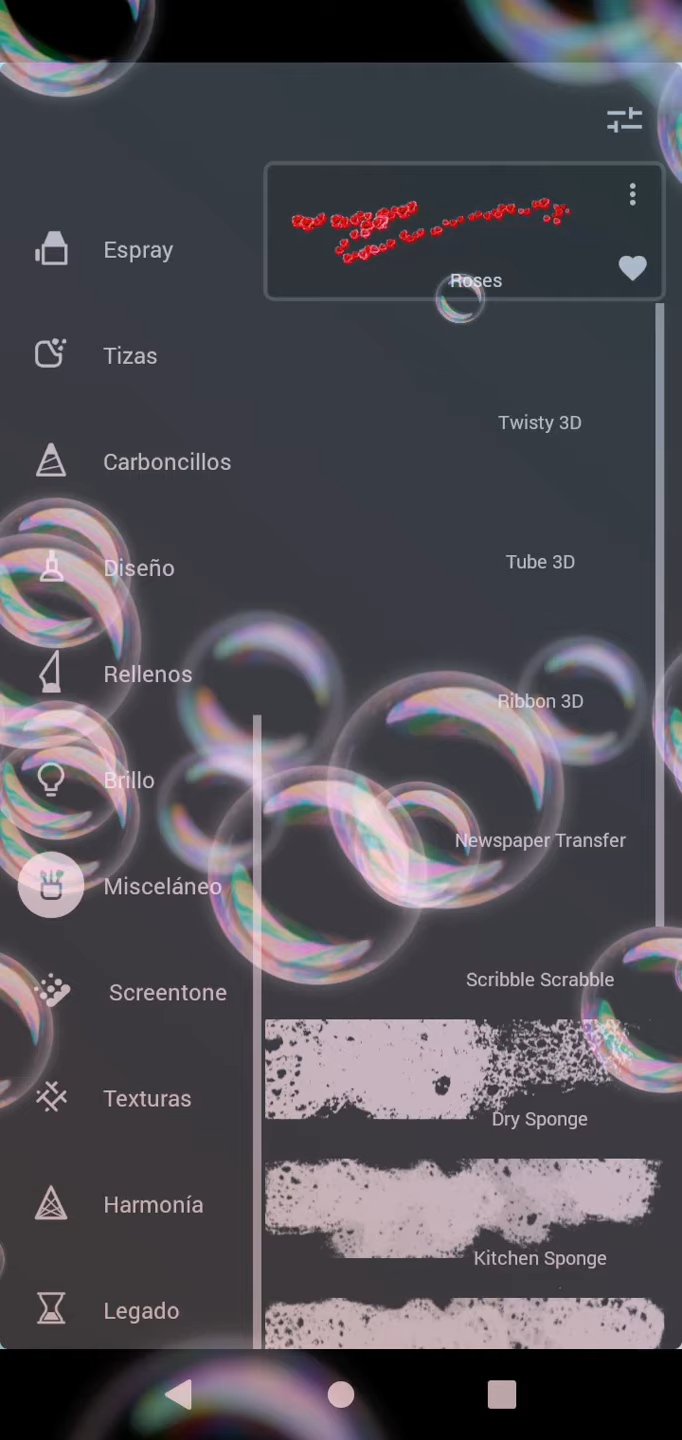 Espray
Tizas
Carboncillos
Diseño
Rellenos
Brillo
Misceláneo
Screentone
Texturas
Harmonía
Legado
Roses
Twisty 3D
Tube 3D
Ribbon 3D
Newspaper Transfer
Scribble Scrabble
Dry Sponge
Kitchen Sponge